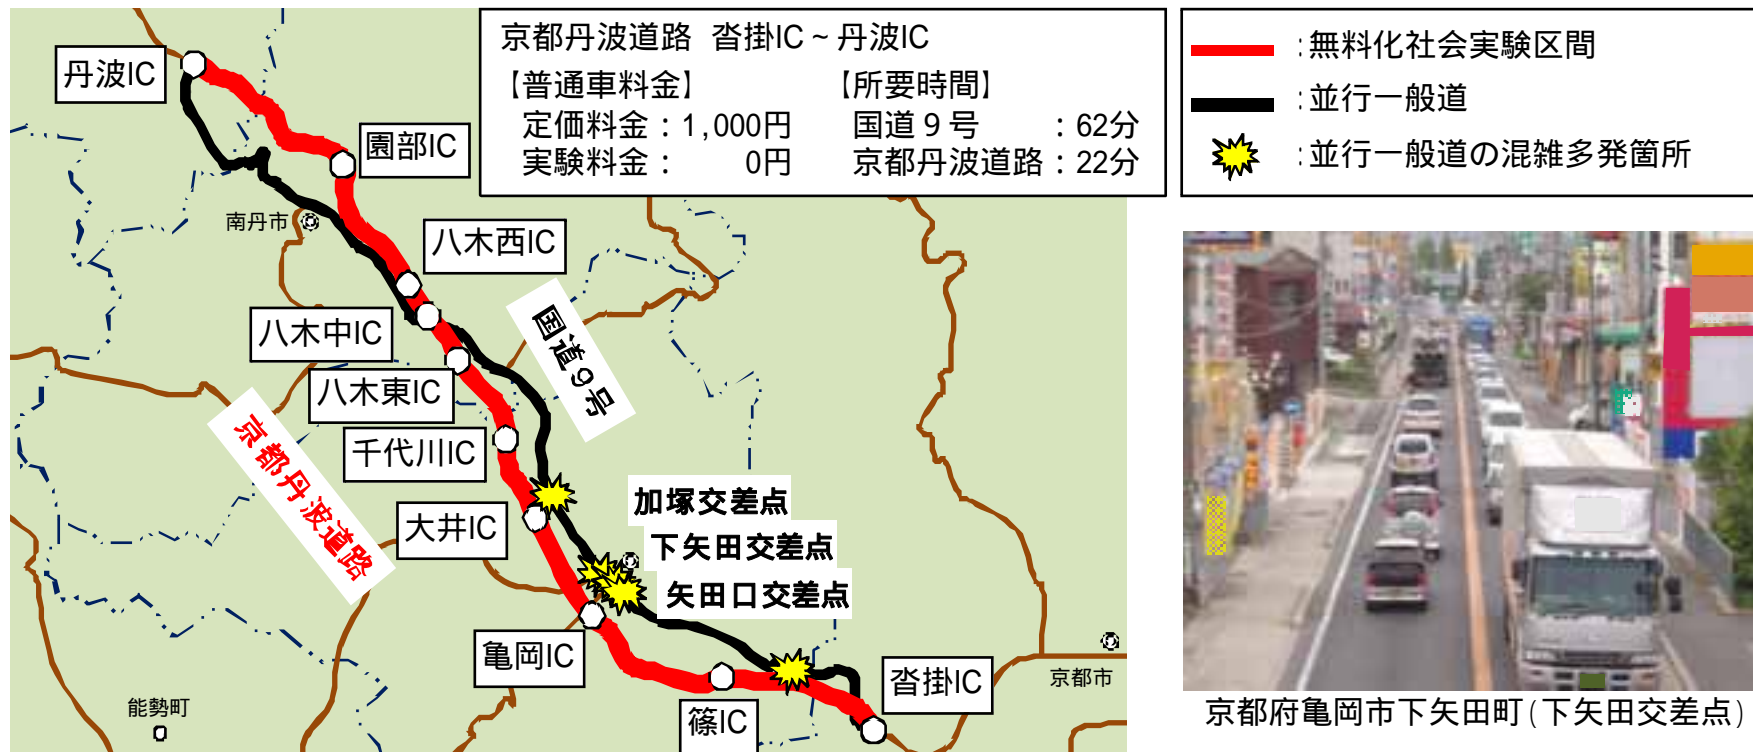 京都丹波道路 沓掛IC ~ 丹波IC
【普通車料金】 【所要時間】
定価料金 : 1,000円 国道9号 : 62分
実験料金 : 0円 京都丹波道路 : 22分
:無料化社会実験区間
:並行一般道
:並行一般道の混雑多発箇所
丹波IC
園部IC
南丹市
八木西IC
八木中IC
国道9号
八木東IC
京都丹波道路
千代川IC
加塚交差点
大井IC
下矢田交差点
矢田口交差点
亀岡IC
沓掛IC
京都市
能勢町
篠IC
京都府亀岡市下矢田町(下矢田交差点)